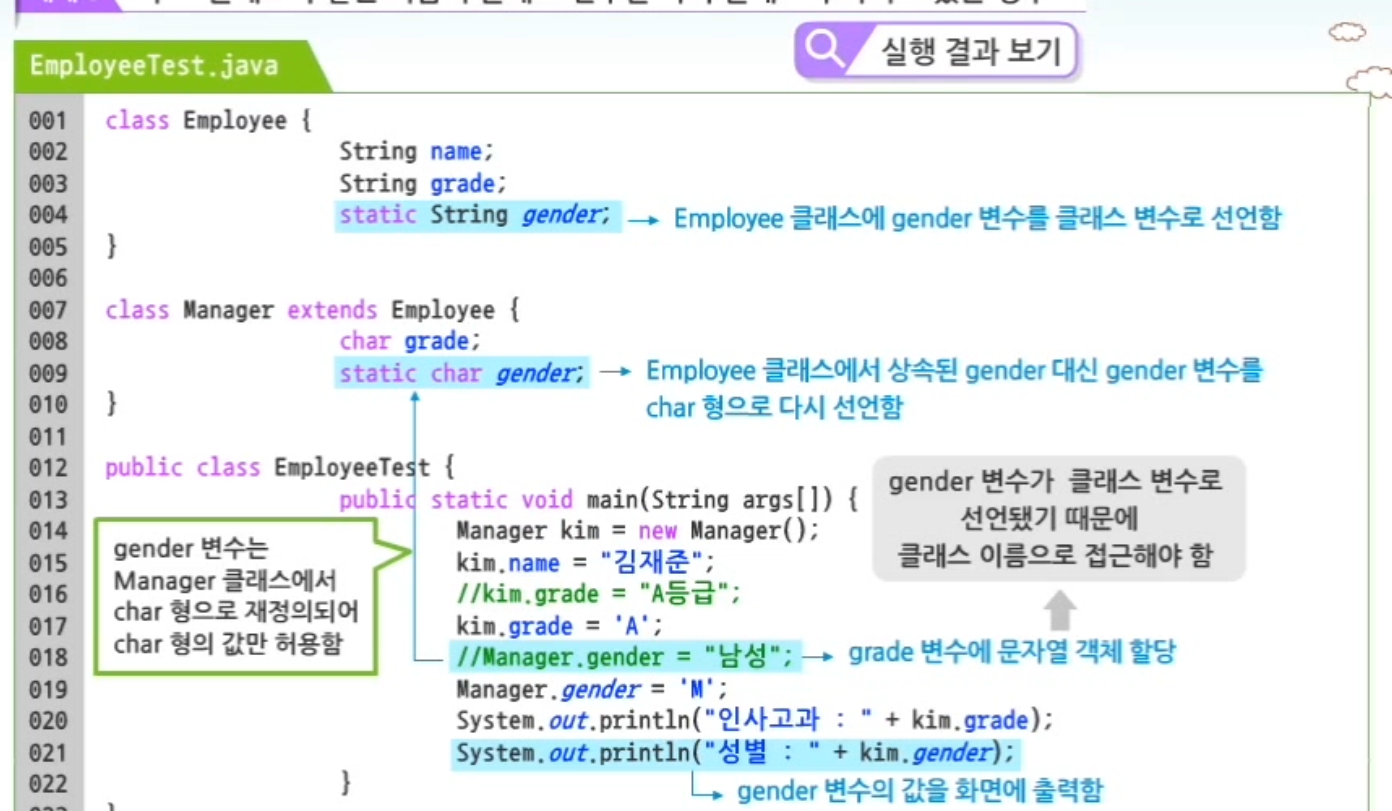 실행 결과 보기
EmployeeTest.java
001 class Employee {
002 String name;
003 String grade;
004 static String gender; → Employee 클래스에 gender 변수를 클래스 변수로 선언함
005 }
006
007 class Manager extends Employee {
008 char grade;
009 static char gender; → Employee 클래스에서 상속된 gender 대신 gender 변수를
char 형으로 다시 선언함
010 }
011
012 public class EmployeeTest {
013 public static void main(String args[]) {
014 Manager kim = new Manager();
015 kim.name = "김재준";
016 //kim.grade = "A등급";
017 kim.grade = 'A';
018 //Manager.gender = "남성"; → grade 변수에 문자열 객체 할당
019 Manager.gender = 'M';
020 System.out.println("인사고과 : " + kim.grade);
021 System.out.println("성별 : " + kim.gender);
022 }
gender 변수의 값을 화면에 출력함
gender 변수가 클래스 변수로
선언됐기 때문에
클래스 이름으로 접근해야 함
gender 변수는
Manager 클래스에서
char 형으로 재정의되어
char 형의 값만 허용함